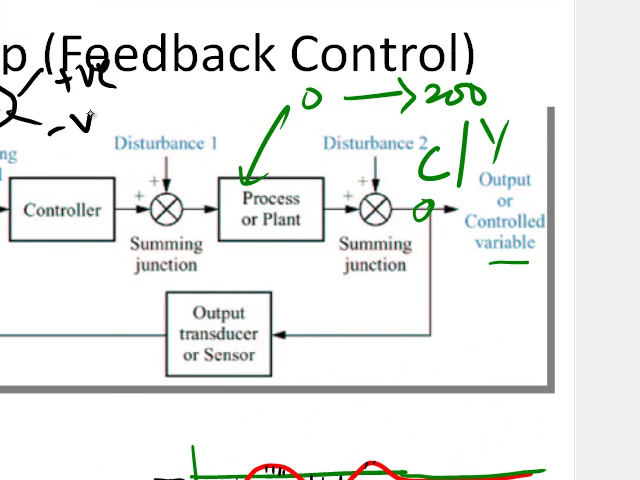 p (Feedback Control)
+ve
-v
0 → 200
C/Y
ng
Disturbance 1
Disturbance 2
Output
or
Controlled
variable
+
+
+
+
Controller
Process
or Plant
0
Summing
junction
Summing
junction
Output
transducer
or Sensor